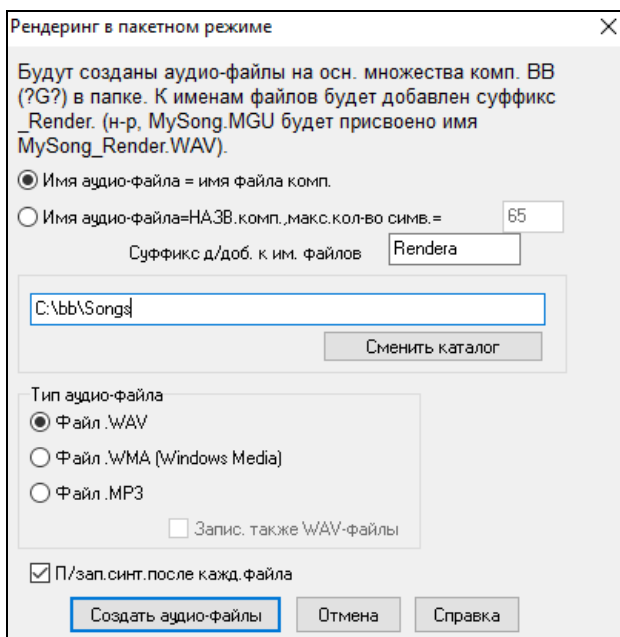 Рендеринг в пакетном режиме
Будут созданы аудио-файлы на осн. множества комп. BB
(?G?) в папке. К именам файлов будет добавлен суффикс
_Render. (н-р, MySong.MGU будет присвоено имя
MySong_Render.WAV).
Имя аудио-файла = имя файла комп.
Имя аудио-файла=НАЗВ.комп.,макс.кол-во симв.= 65
Суффикс д/доб. к им. файлов Rendera
C:\bb\Songs
Сменить каталог
Тип аудио-файла
Файл .WAV
Файл .WMA (Windows Media)
Файл .MP3
Запис. также WAV-файлы
П/зап.синт.после кажд.файла
Создать аудио-файлы Отмена Справка